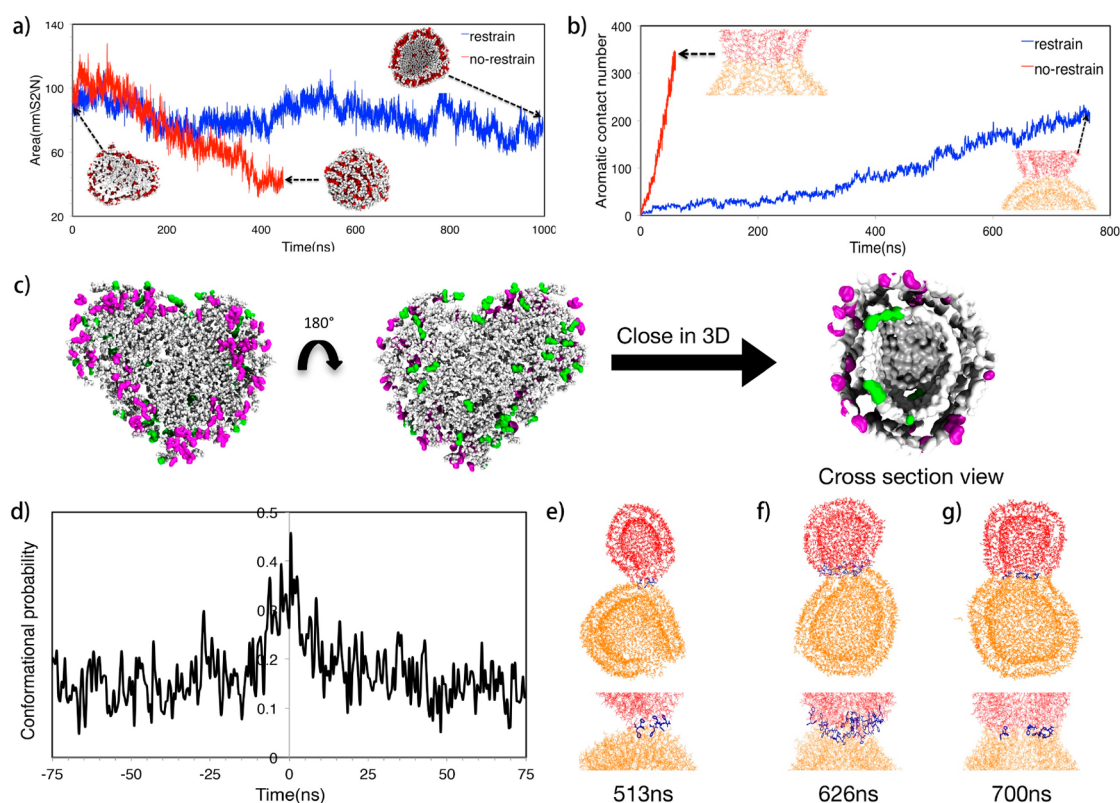 a)
Area(nm\S2\N)
140
100
60
20
restrain
no-restrain
0
200
400
600
800
1000
Time(ns)
b)
Aromatic contact number
400
300
200
100
0
restrain
no-restrain
0
200
400
600
800
Time(ns)
c)
180°
Close in 3D
Cross section view
d)
Conformational probability
0.5
0.4
0.3
0.2
0.1
0
-75
-50
-25
0
25
50
75
Time(ns)
e)
f)
g)
513ns
626ns
700ns